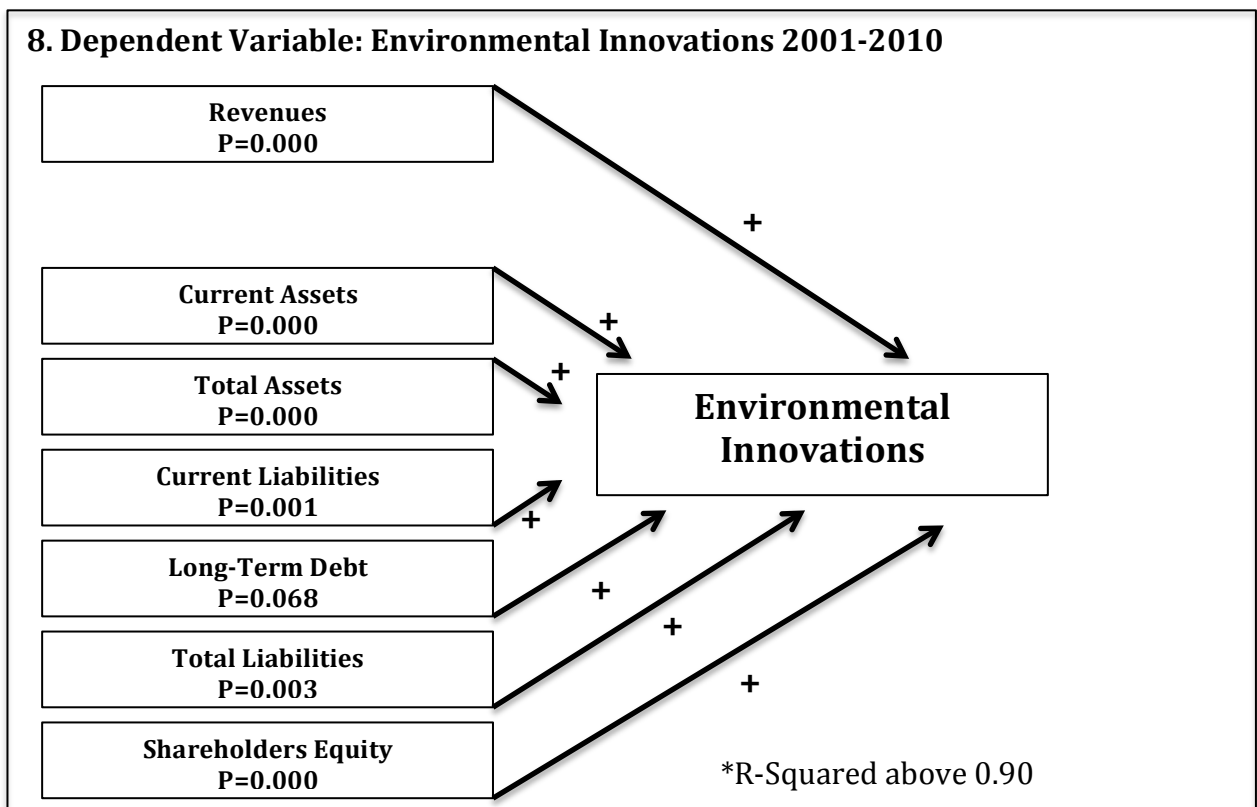 8. Dependent Variable: Environmental Innovations 2001-2010
Revenues
P=0.000
+
Current Assets
P=0.000
+
Total Assets
P=0.000
+
Environmental
Innovations
Current Liabilities
P=0.001
+
Long-Term Debt
P=0.068
+
Total Liabilities
P=0.003
+
Shareholders Equity
P=0.000
+
*R-Squared above 0.90